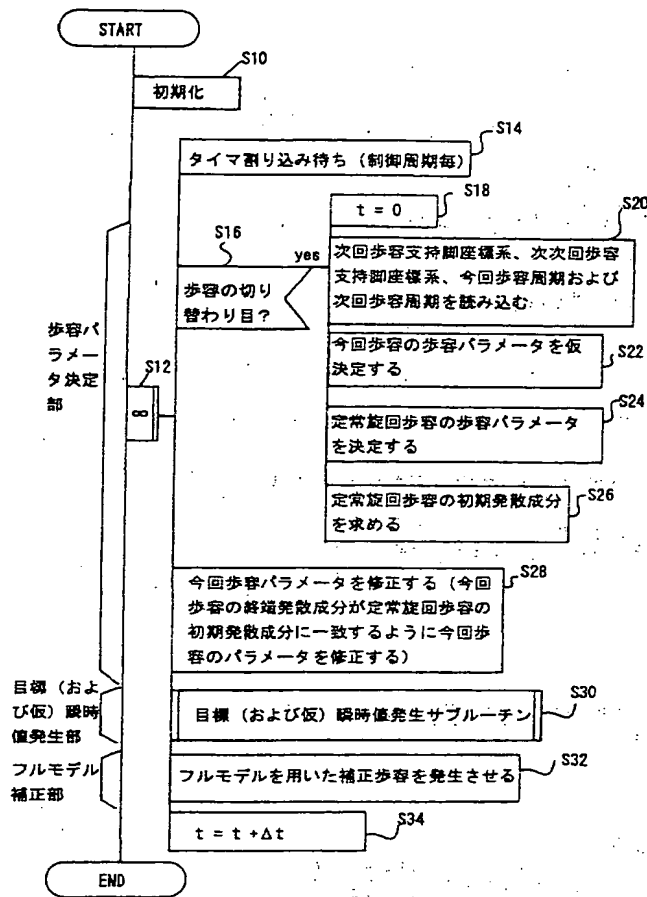 START
S10
初期化
S14
タイマ割り込み待ち（制御周期毎）
S18
t = 0
S20
S16
yes
次回歩容支持脚座標系、次次回歩容
支持脚座標系、今回歩容周期および
次回歩容周期を読み込む
歩容の切り
替わり目？
歩容パ
ラメー
タ決定
部
S12
∞
S22
今回歩容の歩容パラメータを仮
決定する
S24
定常旋回歩容の歩容パラメータ
を決定する
S26
定常旋回歩容の初期発散成分
を求める
S28
今回歩容パラメータを修正する（今回
歩容の終端発散成分が定常旋回歩容の
初期発散成分に一致するように今回歩
容のパラメータを修正する）
目標（およ
び仮）瞬時
値発生部
S30
目標（および仮）瞬時値発生サブルーチン
フルモデル
補正部
S32
フルモデルを用いた補正歩容を発生させる
S34
t = t + Δt
END